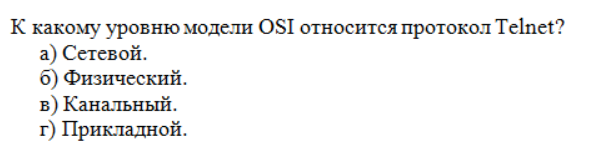 К какому уровню модели OSI относится протокол Telnet?
а) Сетевой.
б) Физический.
в) Канальный.
г) Прикладной.